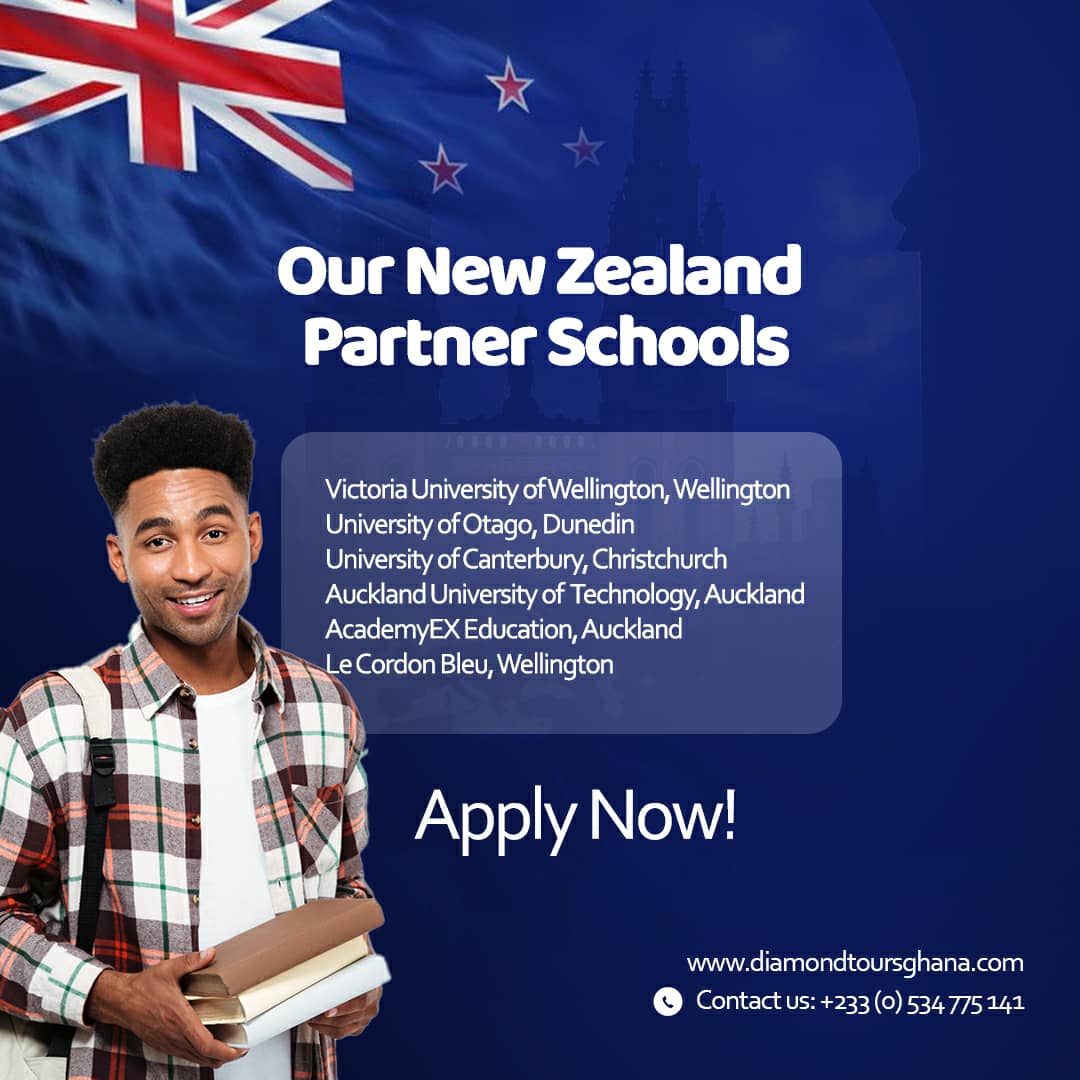 Our New Zealand
Partner Schools
Victoria University of Wellington, Wellington
University of Otago, Dunedin
University of Canterbury, Christchurch
Auckland University of Technology, Auckland
AcademyEX Education, Auckland
Le Cordon Bleu, Wellington
Apply Now!
www.diamondtoursghana.com
Contact us: +233 (0) 534 775 141